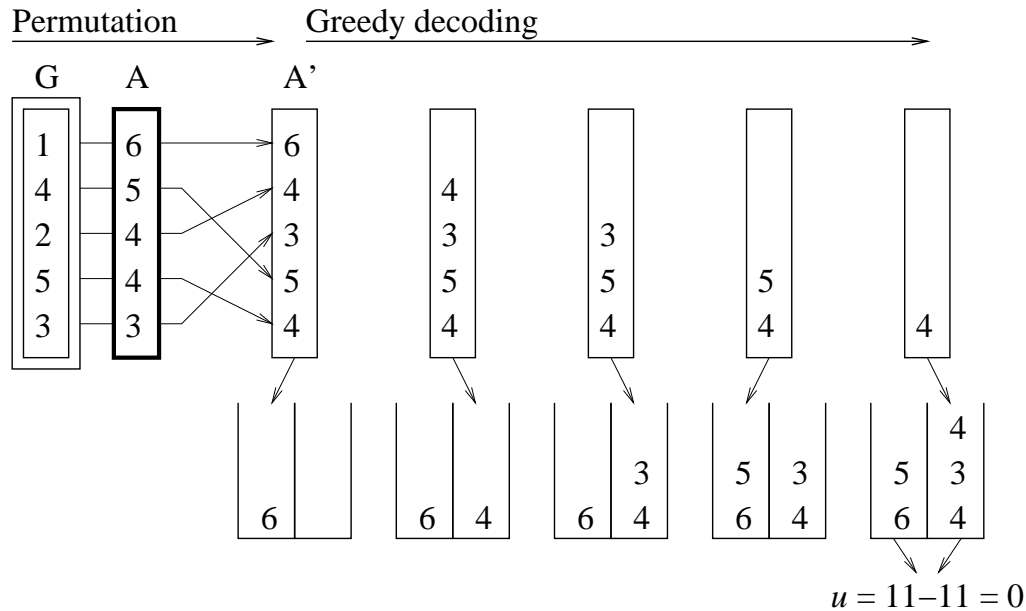 Permutation Greedy decoding
G A A’
1 6 6
4 5 4 4
2 4 3 3 3
5 4 5 5 5 5
3 3 4 4 4 4 4
4
3 5 3 5 3
6 6 4 6 4 6 4 6 4
u = 11−11 = 0